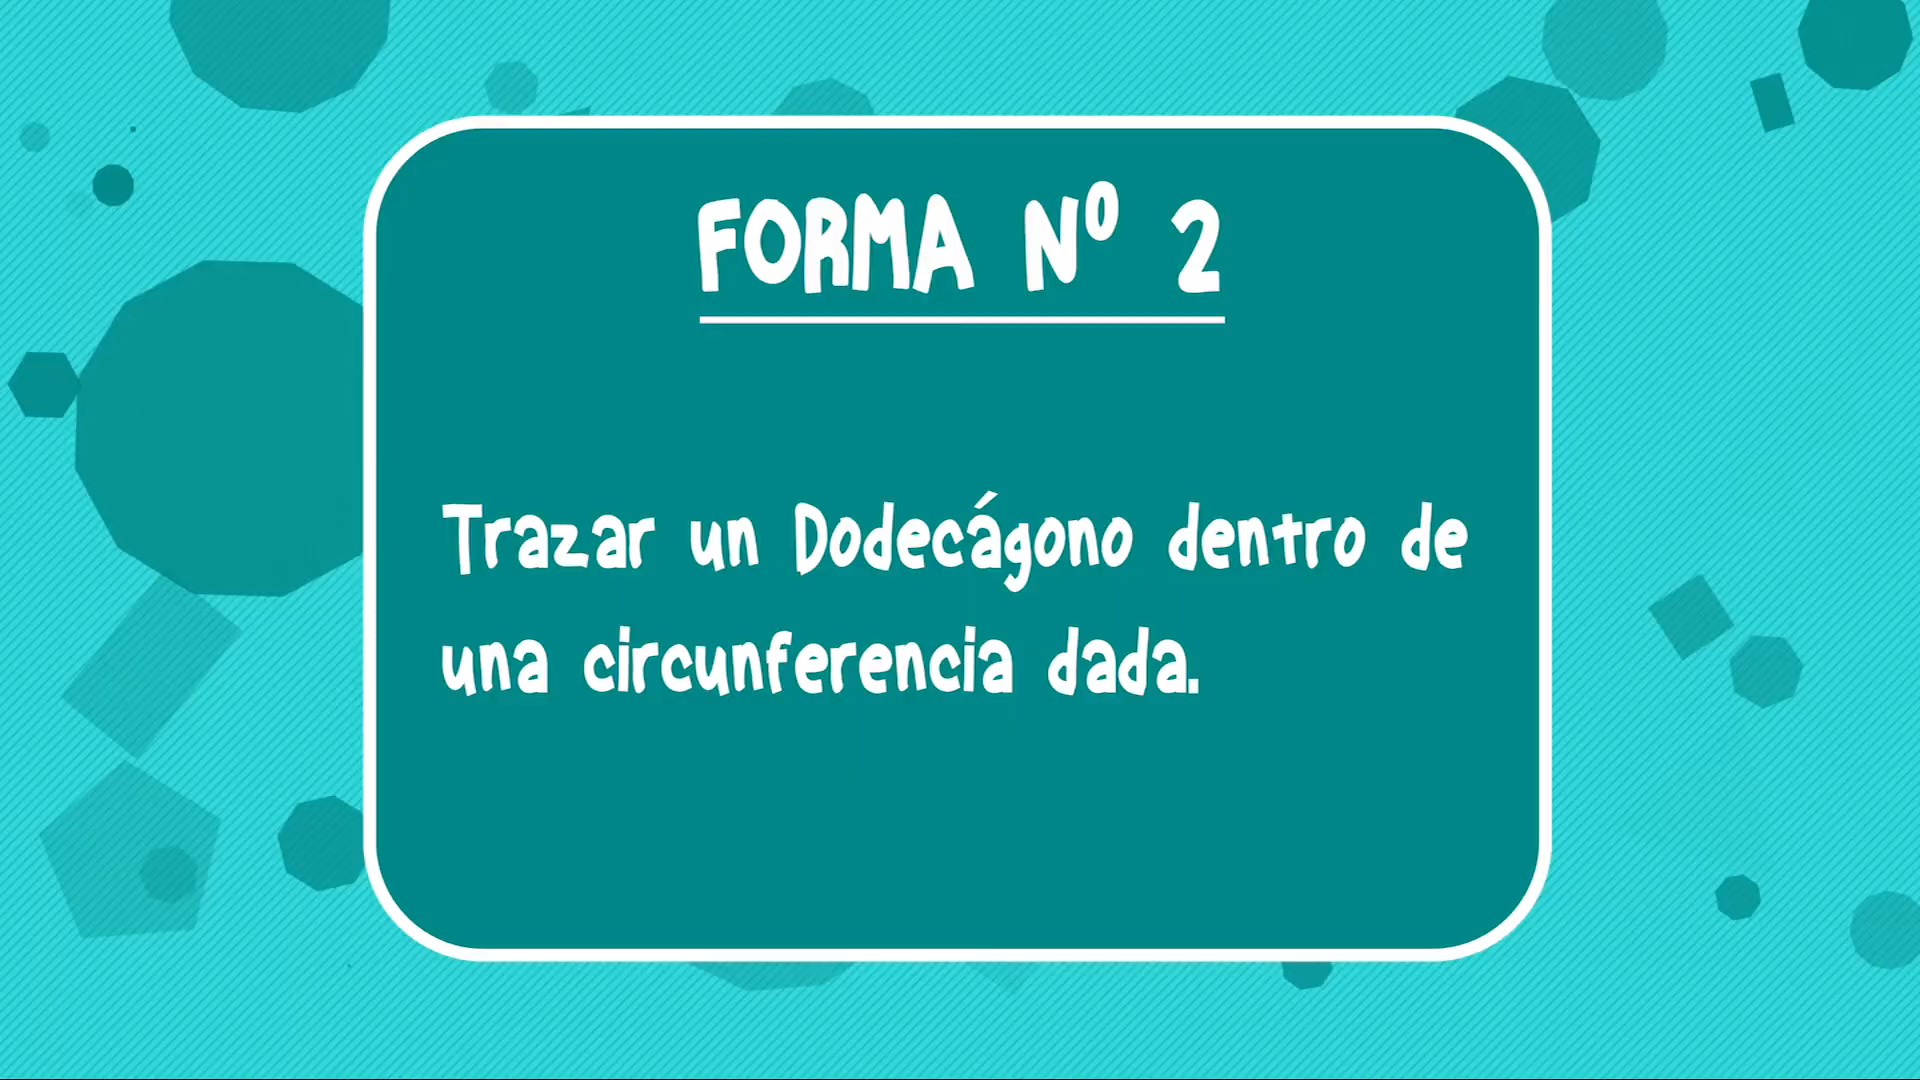 FORMA Nº 2
Trazar un Dodecágono dentro de
una circunferencia dada.